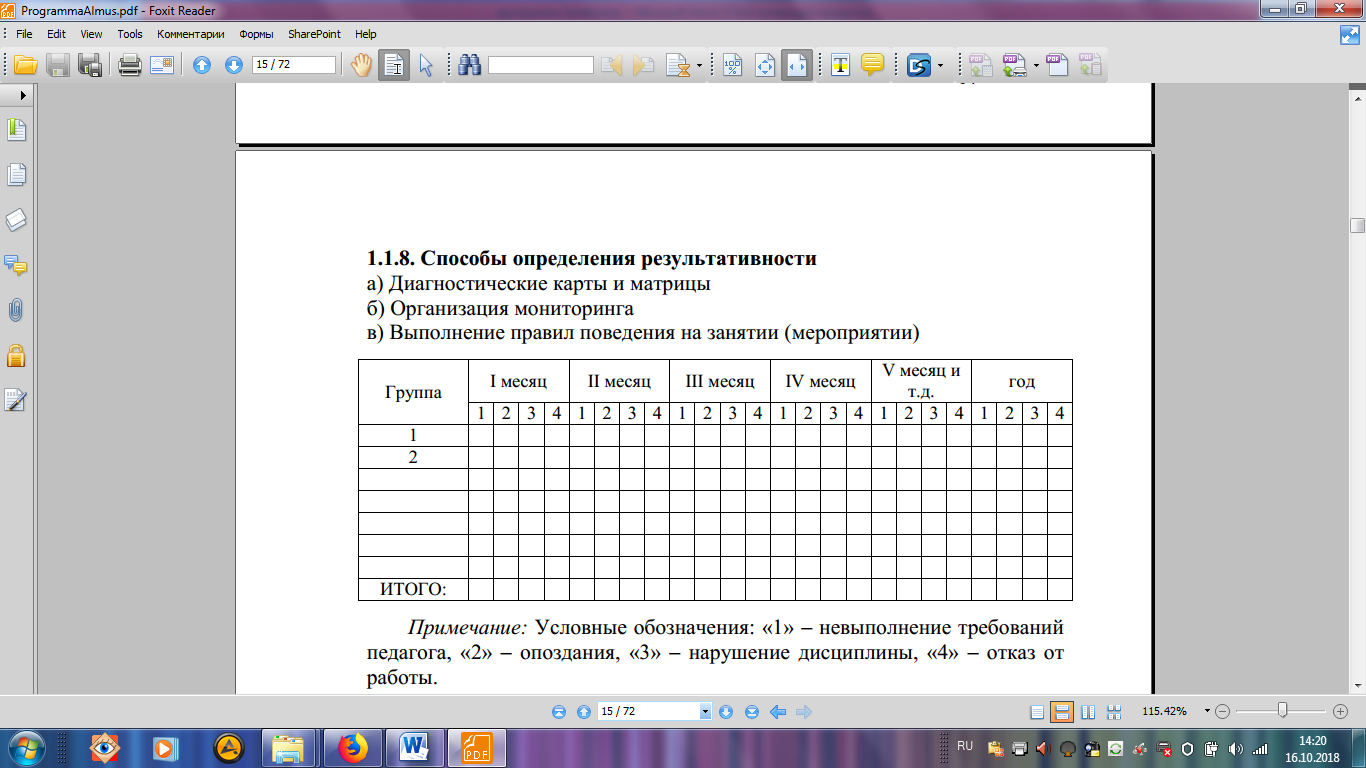 ProgrammaAlmus.pdf - Foxit Reader
File Edit View Tools Комментарии Формы SharePoint Help
15 / 72
1.1.8. Способы определения результативности
а) Диагностические карты и матрицы
б) Организация мониторинга
в) Выполнение правил поведения на занятии (мероприятии)
Группа I месяц II месяц III месяц IV месяц V месяц и т.д. год
1 2 3 4 1 2 3 4 1 2 3 4 1 2 3 4 1 2 3 4 1 2 3 4
1
2
ИТОГО:
Примечание: Условные обозначения: «1» – невыполнение требований
педагога, «2» – опоздания, «3» – нарушение дисциплины, «4» – отказ от
работы.
15 / 72 115.42%
RU 14:20
16.10.2018